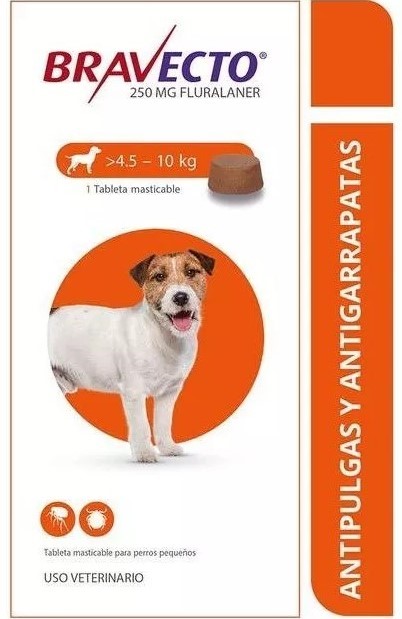 BRAVECTO®
250 MG FLURALANER
>4.5 – 10 kg
1 Tableta masticable
Tableta masticable para perros pequeños
USO VETERINARIO
ANTIPULGAS Y ANTIGARRAPATAS